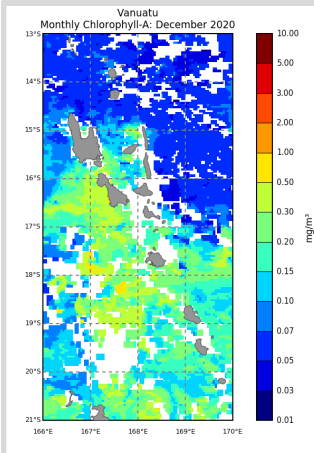 Vanuatu
Monthly Chlorophyll-A: December 2020
13°S
14°S
15°S
16°S
17°S
18°S
19°S
20°S
21°S
166°E 167°E 168°E 169°E 170°E
10.00
5.00
3.00
2.00
1.00
0.50
0.30
0.20
0.15
0.10
0.07
0.05
0.03
0.01
mg/m³